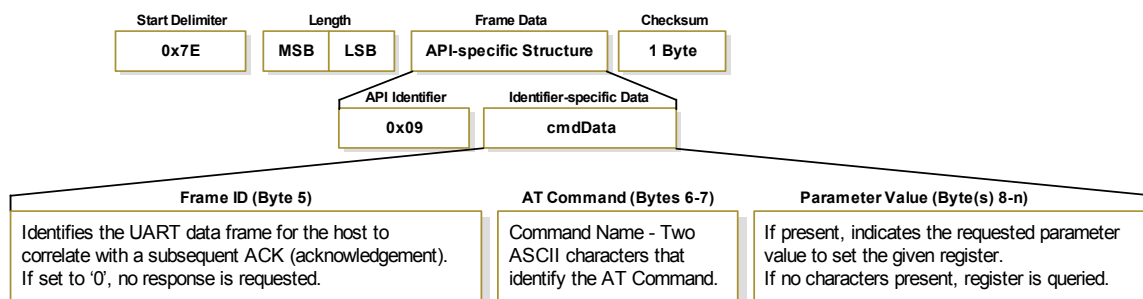 Start Delimiter Length Frame Data Checksum
0x7E MSB LSB API-specific Structure 1 Byte
API Identifier Identifier-specific Data
0x09 cmdData
Frame ID (Byte 5)
Identifies the UART data frame for the host to
correlate with a subsequent ACK (acknowledgement).
If set to ‘0’, no response is requested.
AT Command (Bytes 6-7)
Command Name - Two
ASCII characters that
identify the AT Command.
Parameter Value (Byte(s) 8-n)
If present, indicates the requested parameter
value to set the given register.
If no characters present, register is queried.